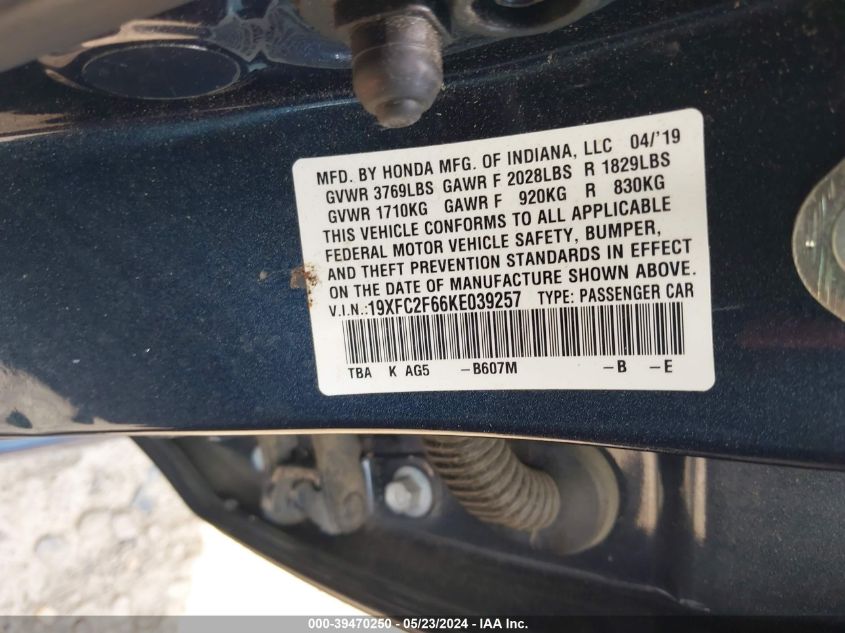 MFD. BY HONDA MFG. OF INDIANA, LLC 04/'19
GVWR 3769LBS GAWR F 2028LBS R 1829LBS
GVWR 1710KG GAWR F 920KG R 830KG
THIS VEHICLE CONFORMS TO ALL APPLICABLE
FEDERAL MOTOR VEHICLE SAFETY, BUMPER,
AND THEFT PREVENTION STANDARDS IN EFFECT
ON THE DATE OF MANUFACTURE SHOWN ABOVE.
V.I.N.:19XFC2F66KE039257 TYPE: PASSENGER CAR
TBA K AG5 -B607M -B -E
000-39470250 - 05/23/2024 - IAA Inc.